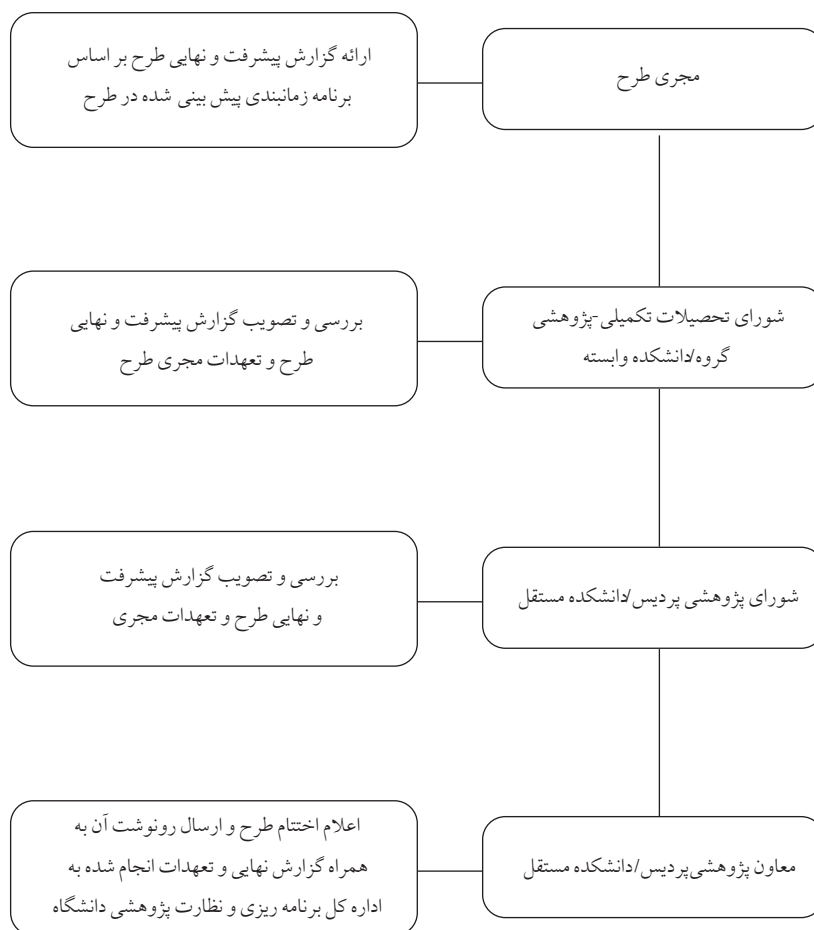 مجری طرح
ارائه گزارش پیشرفت و نهایی طرح بر اساس
برنامه زمانبندی پیش بینی شده در طرح
شورای تحصیلات تکمیلی-پژوهشی
گروه/دانشکده وابسته
بررسی و تصویب گزارش پیشرفت و نهایی
طرح و تعهدات مجری طرح
شورای پژوهشی پردیس/دانشکده مستقل
بررسی و تصویب گزارش پیشرفت
و نهایی طرح و تعهدات مجری
معاون پژوهشی پردیس/دانشکده مستقل
اعلام اختتام طرح و ارسال رونوشت آن به
همراه گزارش نهایی و تعهدات انجام شده به
اداره کل برنامه ریزی و نظارت پژوهشی دانشگاه